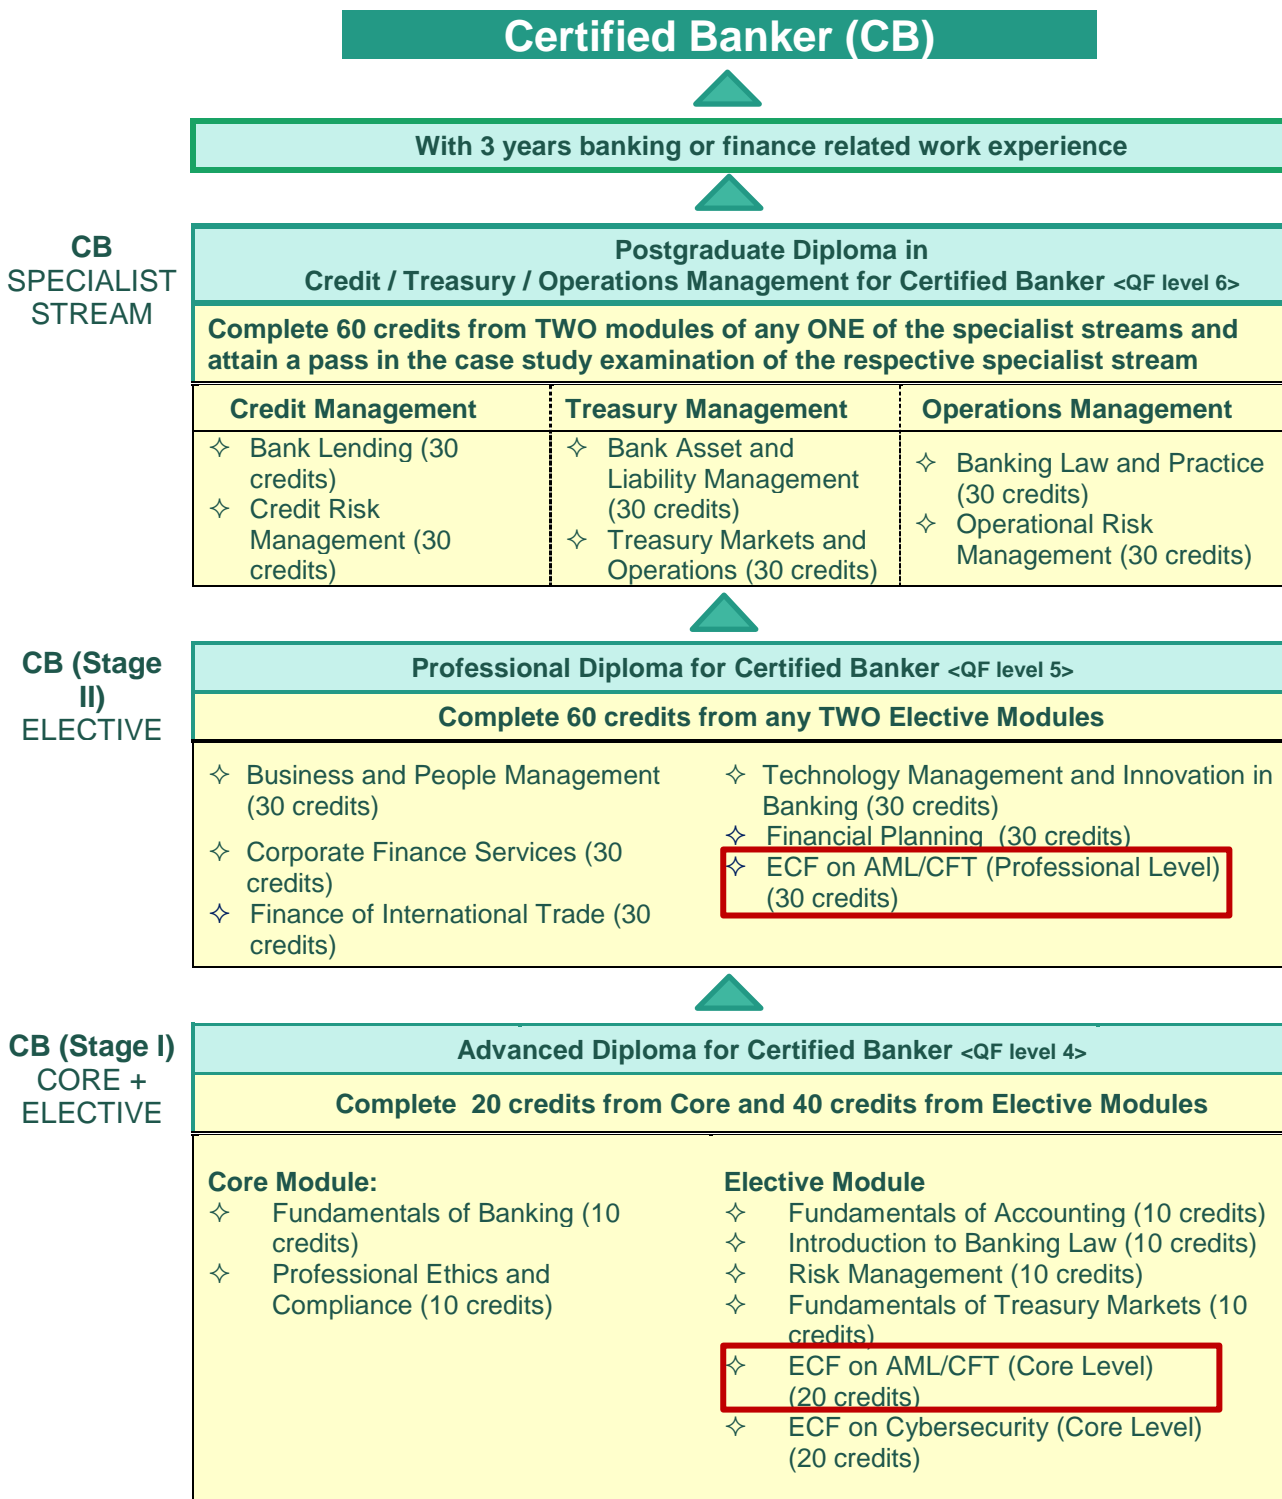 Certified Banker (CB)
With 3 years banking or finance related work experience
CB
SPECIALIST
STREAM
Postgraduate Diploma in
Credit / Treasury / Operations Management for Certified Banker <QF level 6>
Complete 60 credits from TWO modules of any ONE of the specialist streams and
attain a pass in the case study examination of the respective specialist stream
Credit Management
✧ Bank Lending (30
credits)
✧ Credit Risk
Management (30
credits)
Treasury Management
✧ Bank Asset and
Liability Management
(30 credits)
✧ Treasury Markets and
Operations (30 credits)
Operations Management
✧ Banking Law and Practice
(30 credits)
✧ Operational Risk
Management (30 credits)
CB (Stage
II)
ELECTIVE
Professional Diploma for Certified Banker <QF level 5>
Complete 60 credits from any TWO Elective Modules
✧ Business and People Management
(30 credits)
✧ Corporate Finance Services (30
credits)
✧ Finance of International Trade (30
credits)
✧ Technology Management and Innovation in
Banking (30 credits)
✧ Financial Planning (30 credits)
✧ ECF on AML/CFT (Professional Level)
(30 credits)
CB (Stage I)
CORE +
ELECTIVE
Advanced Diploma for Certified Banker <QF level 4>
Complete 20 credits from Core and 40 credits from Elective Modules
Core Module:
✧ Fundamentals of Banking (10
credits)
✧ Professional Ethics and
Compliance (10 credits)
Elective Module
✧ Fundamentals of Accounting (10 credits)
✧ Introduction to Banking Law (10 credits)
✧ Risk Management (10 credits)
✧ Fundamentals of Treasury Markets (10
credits)
✧ ECF on AML/CFT (Core Level)
(20 credits)
✧ ECF on Cybersecurity (Core Level)
(20 credits)